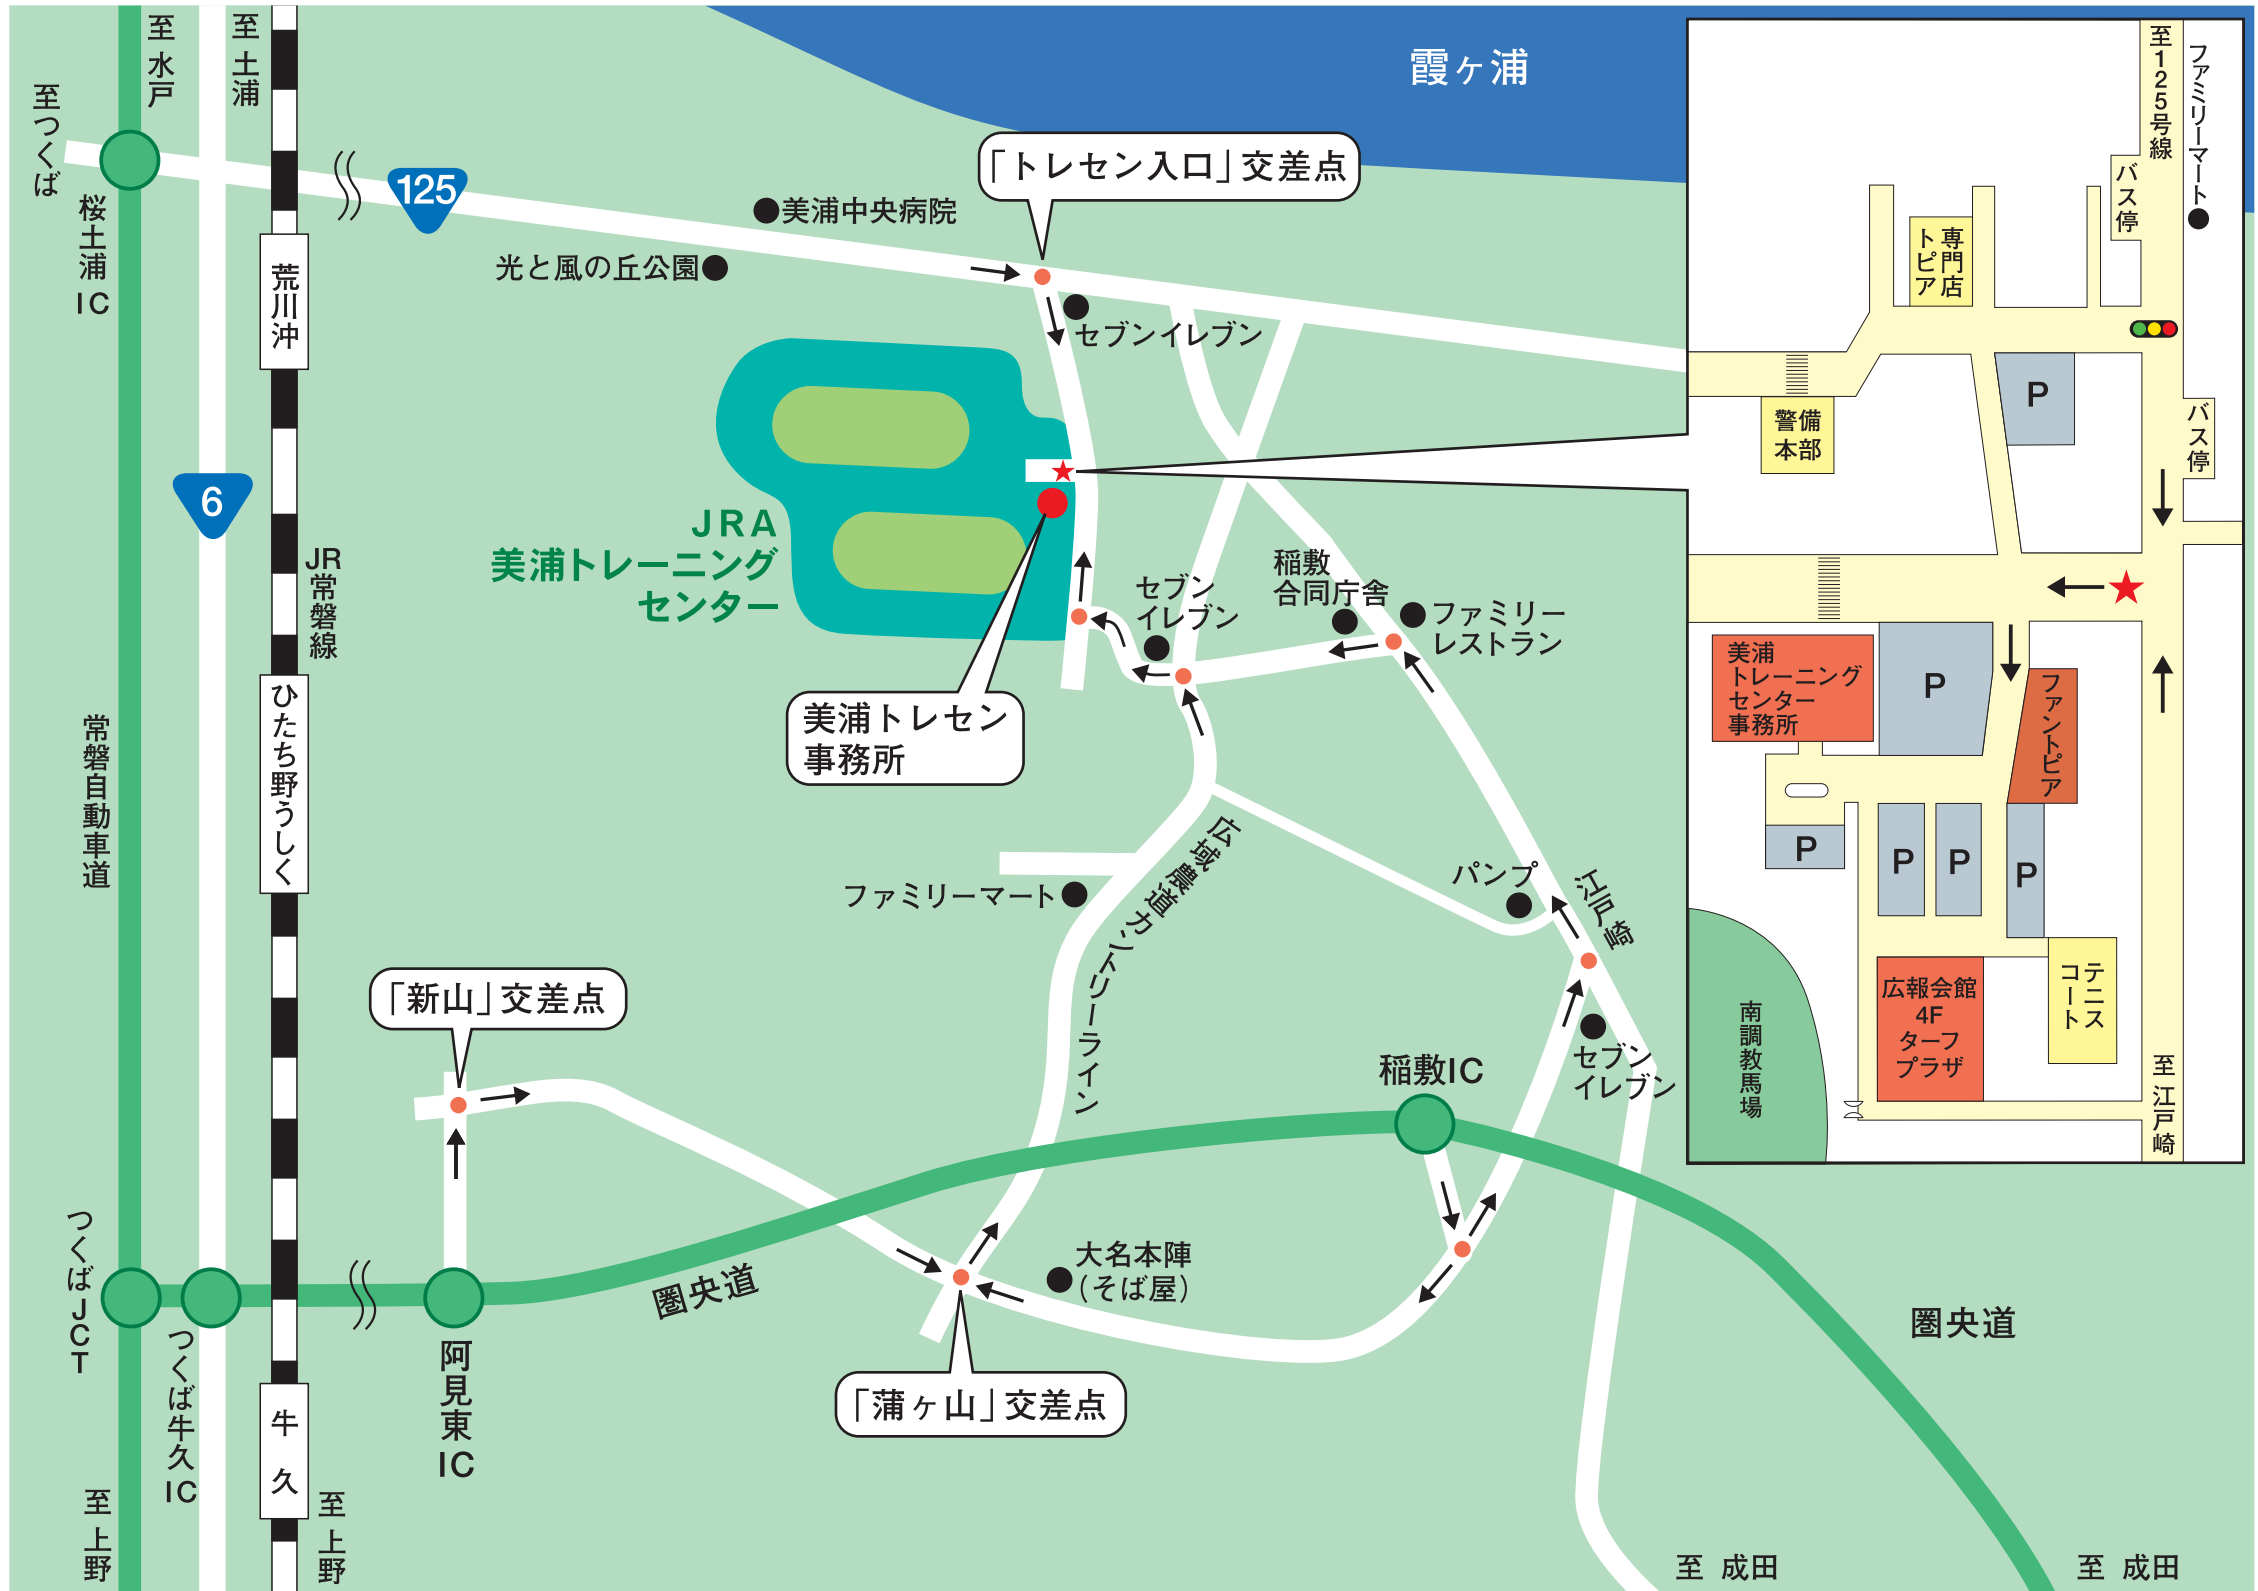 至 水戸
至 土浦
至つくば
桜土浦IC
125
霞ヶ浦
「トレセン入口」交差点
美浦中央病院
光と風の丘公園
荒川沖
セブンイレブン
6
JR常磐線
JRA
美浦トレーニング
センター
セブン
イレブン
稲敷
合同庁舎
ファミリー
レストラン
美浦トレセン
事務所
ひたち野うしく
常磐自動車道
ファミリーマート
広域農道カントリーライン
パンプ
江戸崎
「新山」交差点
セブン
イレブン
稲敷IC
つくばJCT
つくば牛久IC
阿見東IC
圏央道
大名本陣
(そば屋)
「蒲ヶ山」交差点
圏央道
牛久
至 上野
至 上野
至 成田
至 成田
至125号線
ファミリーマート
バス停
専門店
トピア
P
警備
本部
バス停
美浦
トレーニング
センター
事務所
P
ファントピア
P
P
P
P
広報会館
4F
ターフ
プラザ
テニス
コート
南調教馬場
至 江戸崎